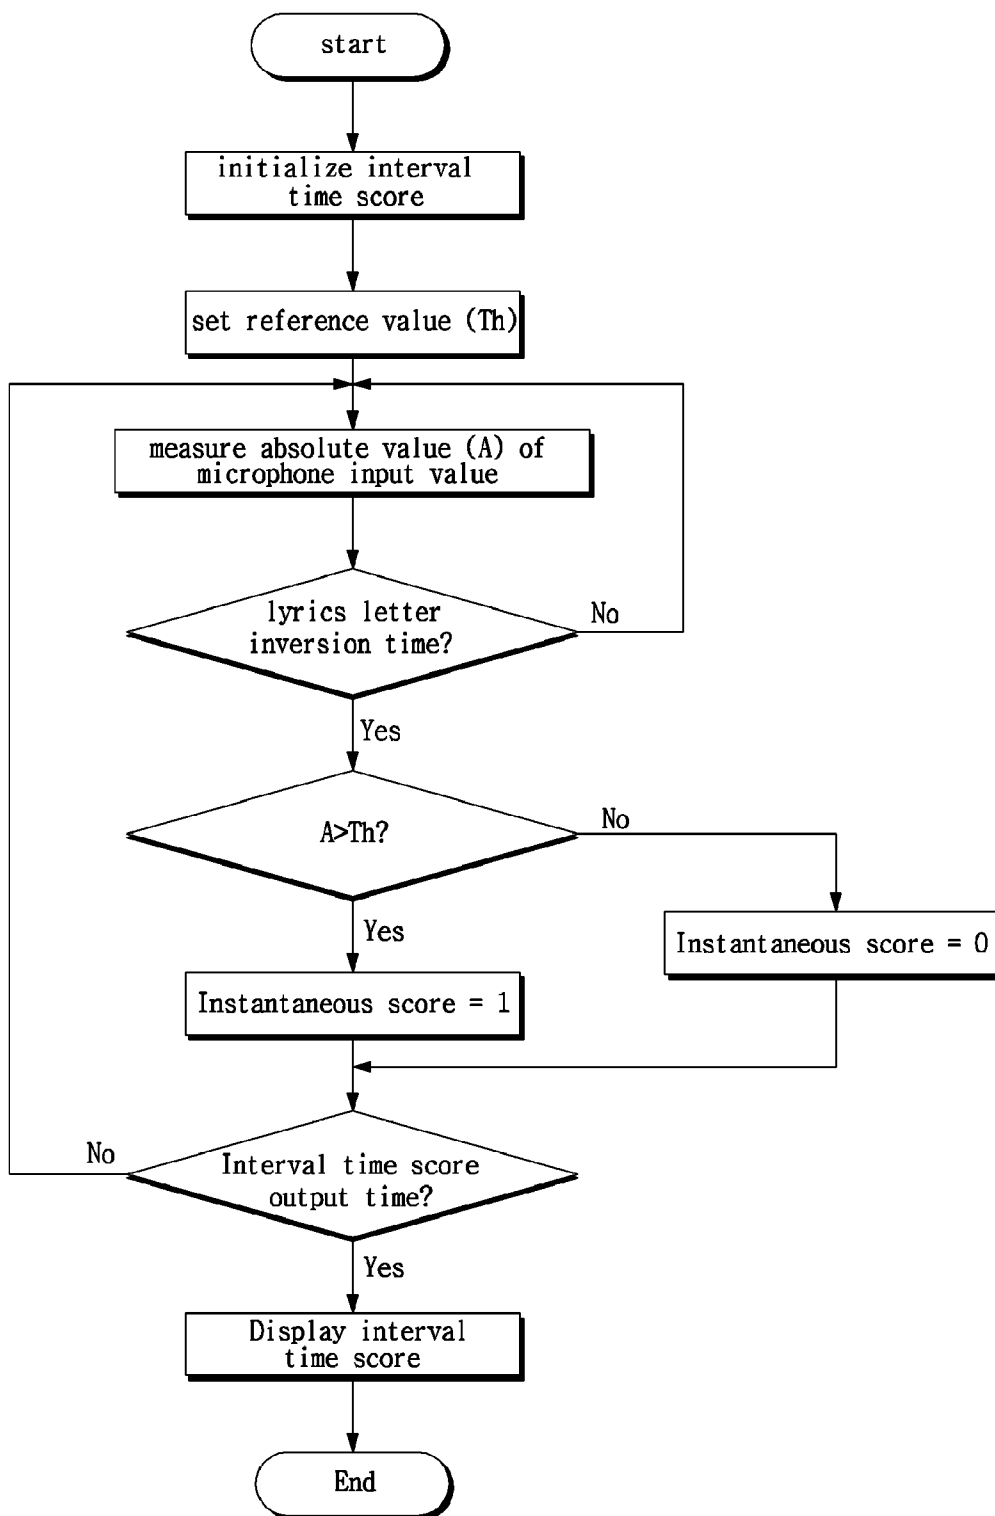 start
initialize interval
time score
set reference value (Th)
measure absolute value (A) of
microphone input value
lyrics letter
inversion time?
No
Yes
A>Th?
No
Yes
Instantaneous score = 0
Instantaneous score = 1
No
Interval time score
output time?
Yes
Display interval
time score
End